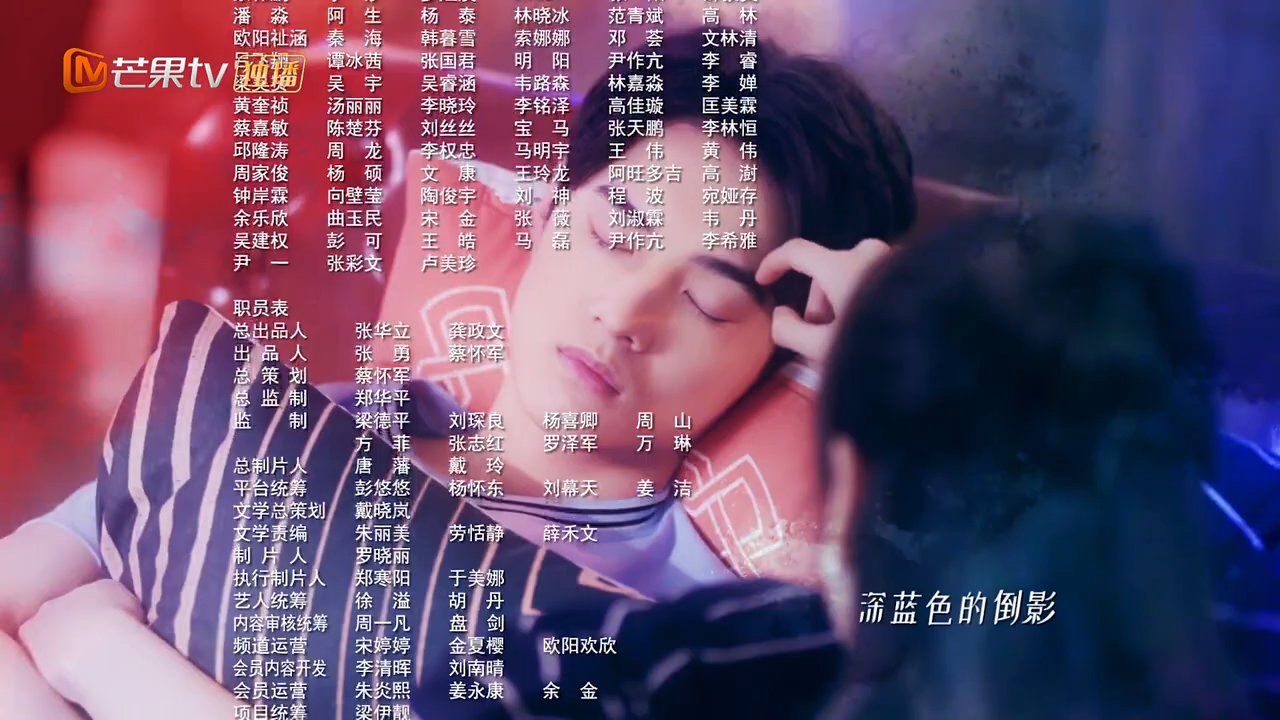 潘 淼 阿 生 杨 泰 林晓冰 范青斌 高 林
欧阳祉涵 秦 海 韩暮雪 索娜娜 邓 荟 文林清
谭冰茜 张国君 明 阳 尹作亢 李 睿
芒果tv 独播
吴 宇 吴睿涵 韦路森 林嘉淼 李 婵
黄奎祯 汤丽丽 李晓玲 李铭泽 高佳璇 匡美霖
蔡嘉敏 陈楚芬 刘丝丝 宝 马 张天鹏 李林恒
邱隆涛 周 龙 李权忠 马明宇 王 伟 黄 伟
周家俊 杨 硕 文 康 王玲龙 阿旺多吉 高 澍
钟岸霖 向壁莹 陶俊宇 刘 神 程 波 宛娅存
余乐欣 曲玉民 宋 金 张 薇 刘淑霖 韦 丹
吴建权 彭 可 王 皓 马 磊 尹作亢 李希雅
尹 一 张彩文 卢美珍
职员表
总出品人 张华立 龚政文
出 品 人 张 勇 蔡怀军
总 策 划 蔡怀军
总 监 制 郑华平
监 制 梁德平 刘琛良 杨喜卿 周 山
方 菲 张志红 罗泽军 万 琳
总制片人 唐 藩 戴 玲
平台统筹 彭悠悠 杨怀东 刘幕天 姜 洁
文学总策划 戴晓岚
文学责编 朱丽美 劳恬静 薛禾文
制 片 人 罗晓丽
执行制片人 郑寒阳 于美娜
艺人统筹 徐 溢 胡 丹
深蓝色的倒影
内容审核统筹 周一凡 盘 剑
频道运营 宋婷婷 金夏樱 欧阳欢欣
会员内容开发 李清晖 刘南晴
会员运营 朱炎熙 姜永康 余 金
项目统筹 梁伊靓